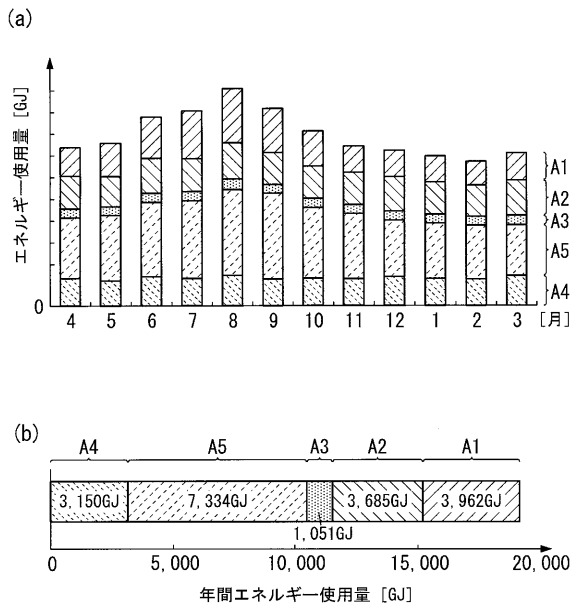 (a)
エネルギー使用量 [GJ]
A1
A2
A3
A5
A4
0
4 5 6 7 8 9 10 11 12 1 2 3 [月]
(b)
A4 A5 A3 A2 A1
3,150GJ 7,334GJ 3,685GJ 3,962GJ
1,051GJ
0 5,000 10,000 15,000 20,000
年間エネルギー使用量 [GJ]